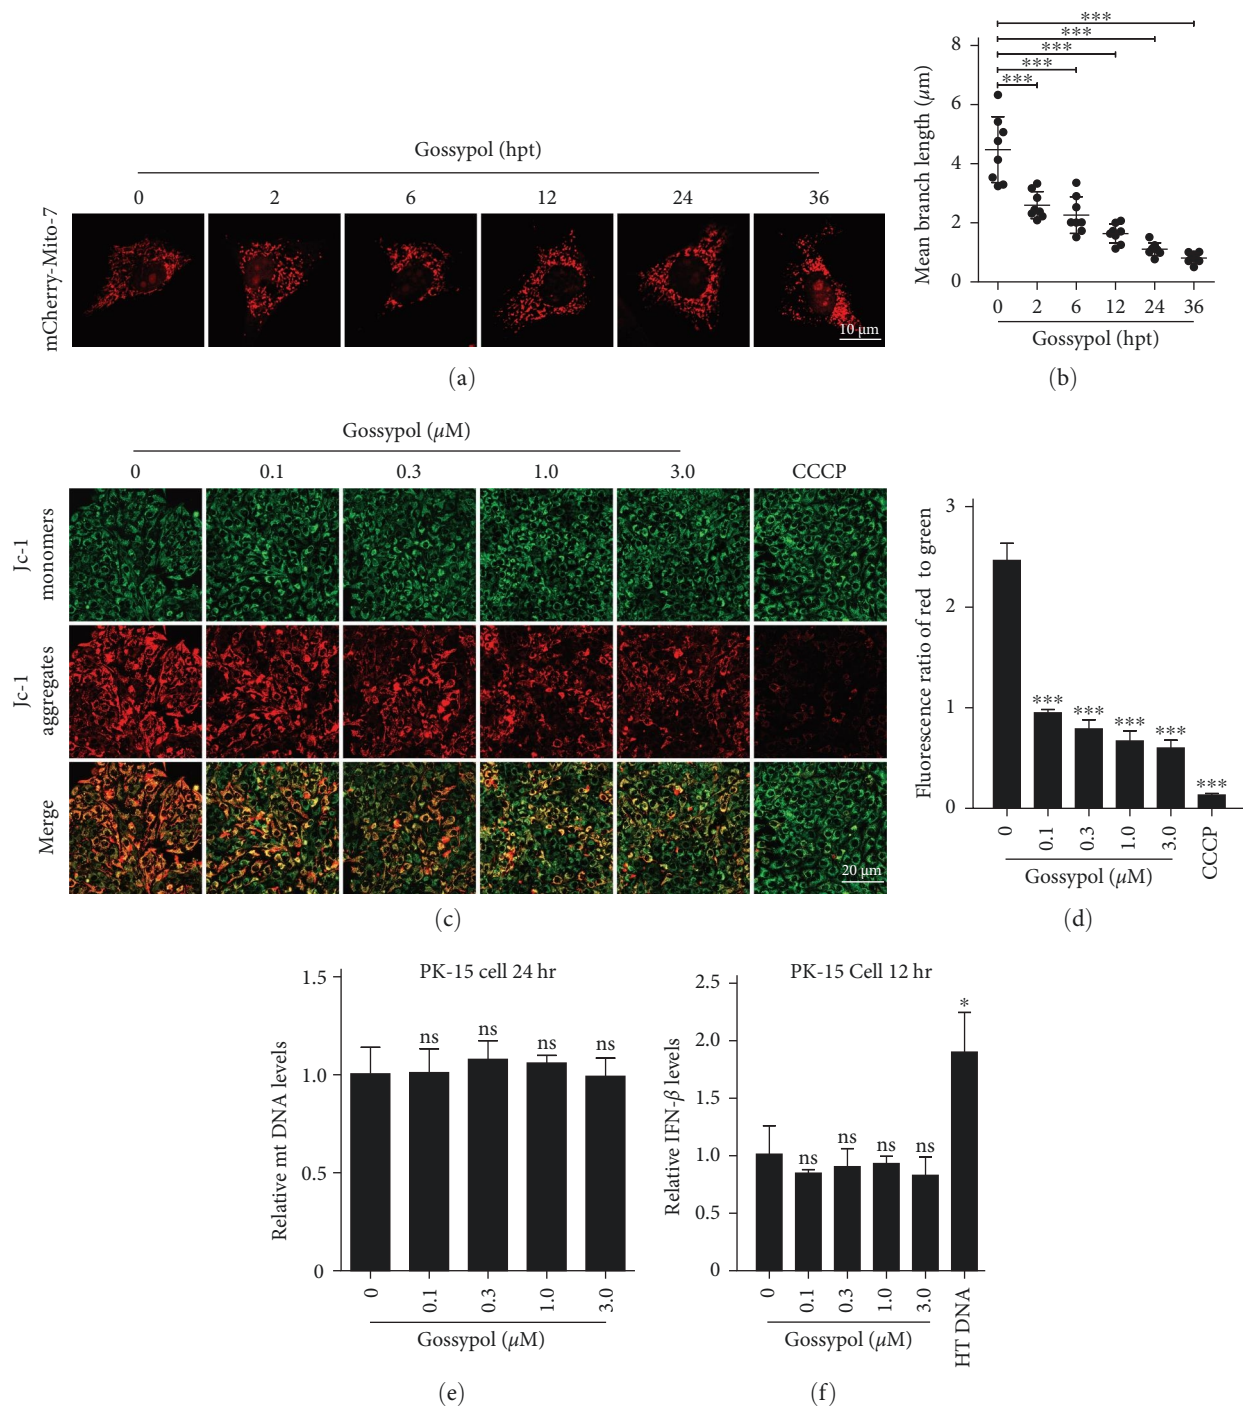 Gossypol (hpt)
0 2 6 12 24 36
mCherry-Mito-7
10 μm
(a)
*** 
***
***
***
***
Mean branch length (μm)
8
6
4
2
0
0 2 6 12 24 36
Gossypol (hpt)
(b)
Gossypol (μM)
0 0.1 0.3 1.0 3.0 CCCP
Jc-1
monomers
Jc-1
aggregates
Merge
20 μm
(c)
Fluorescence ratio of red to green
3
2
1
0
*** *** *** *** ***
0 0.1 0.3 1.0 3.0 CCCP
Gossypol (μM)
(d)
PK-15 cell 24 hr
Relative mt DNA levels
1.5
1.0
0.5
0
ns ns ns ns
0 0.1 0.3 1.0 3.0
Gossypol (μM)
(e)
PK-15 Cell 12 hr
Relative IFN-β levels
2.5
2.0
1.5
1.0
0.5
0
ns ns ns ns *
0 0.1 0.3 1.0 3.0 HT DNA
Gossypol (μM)
(f)